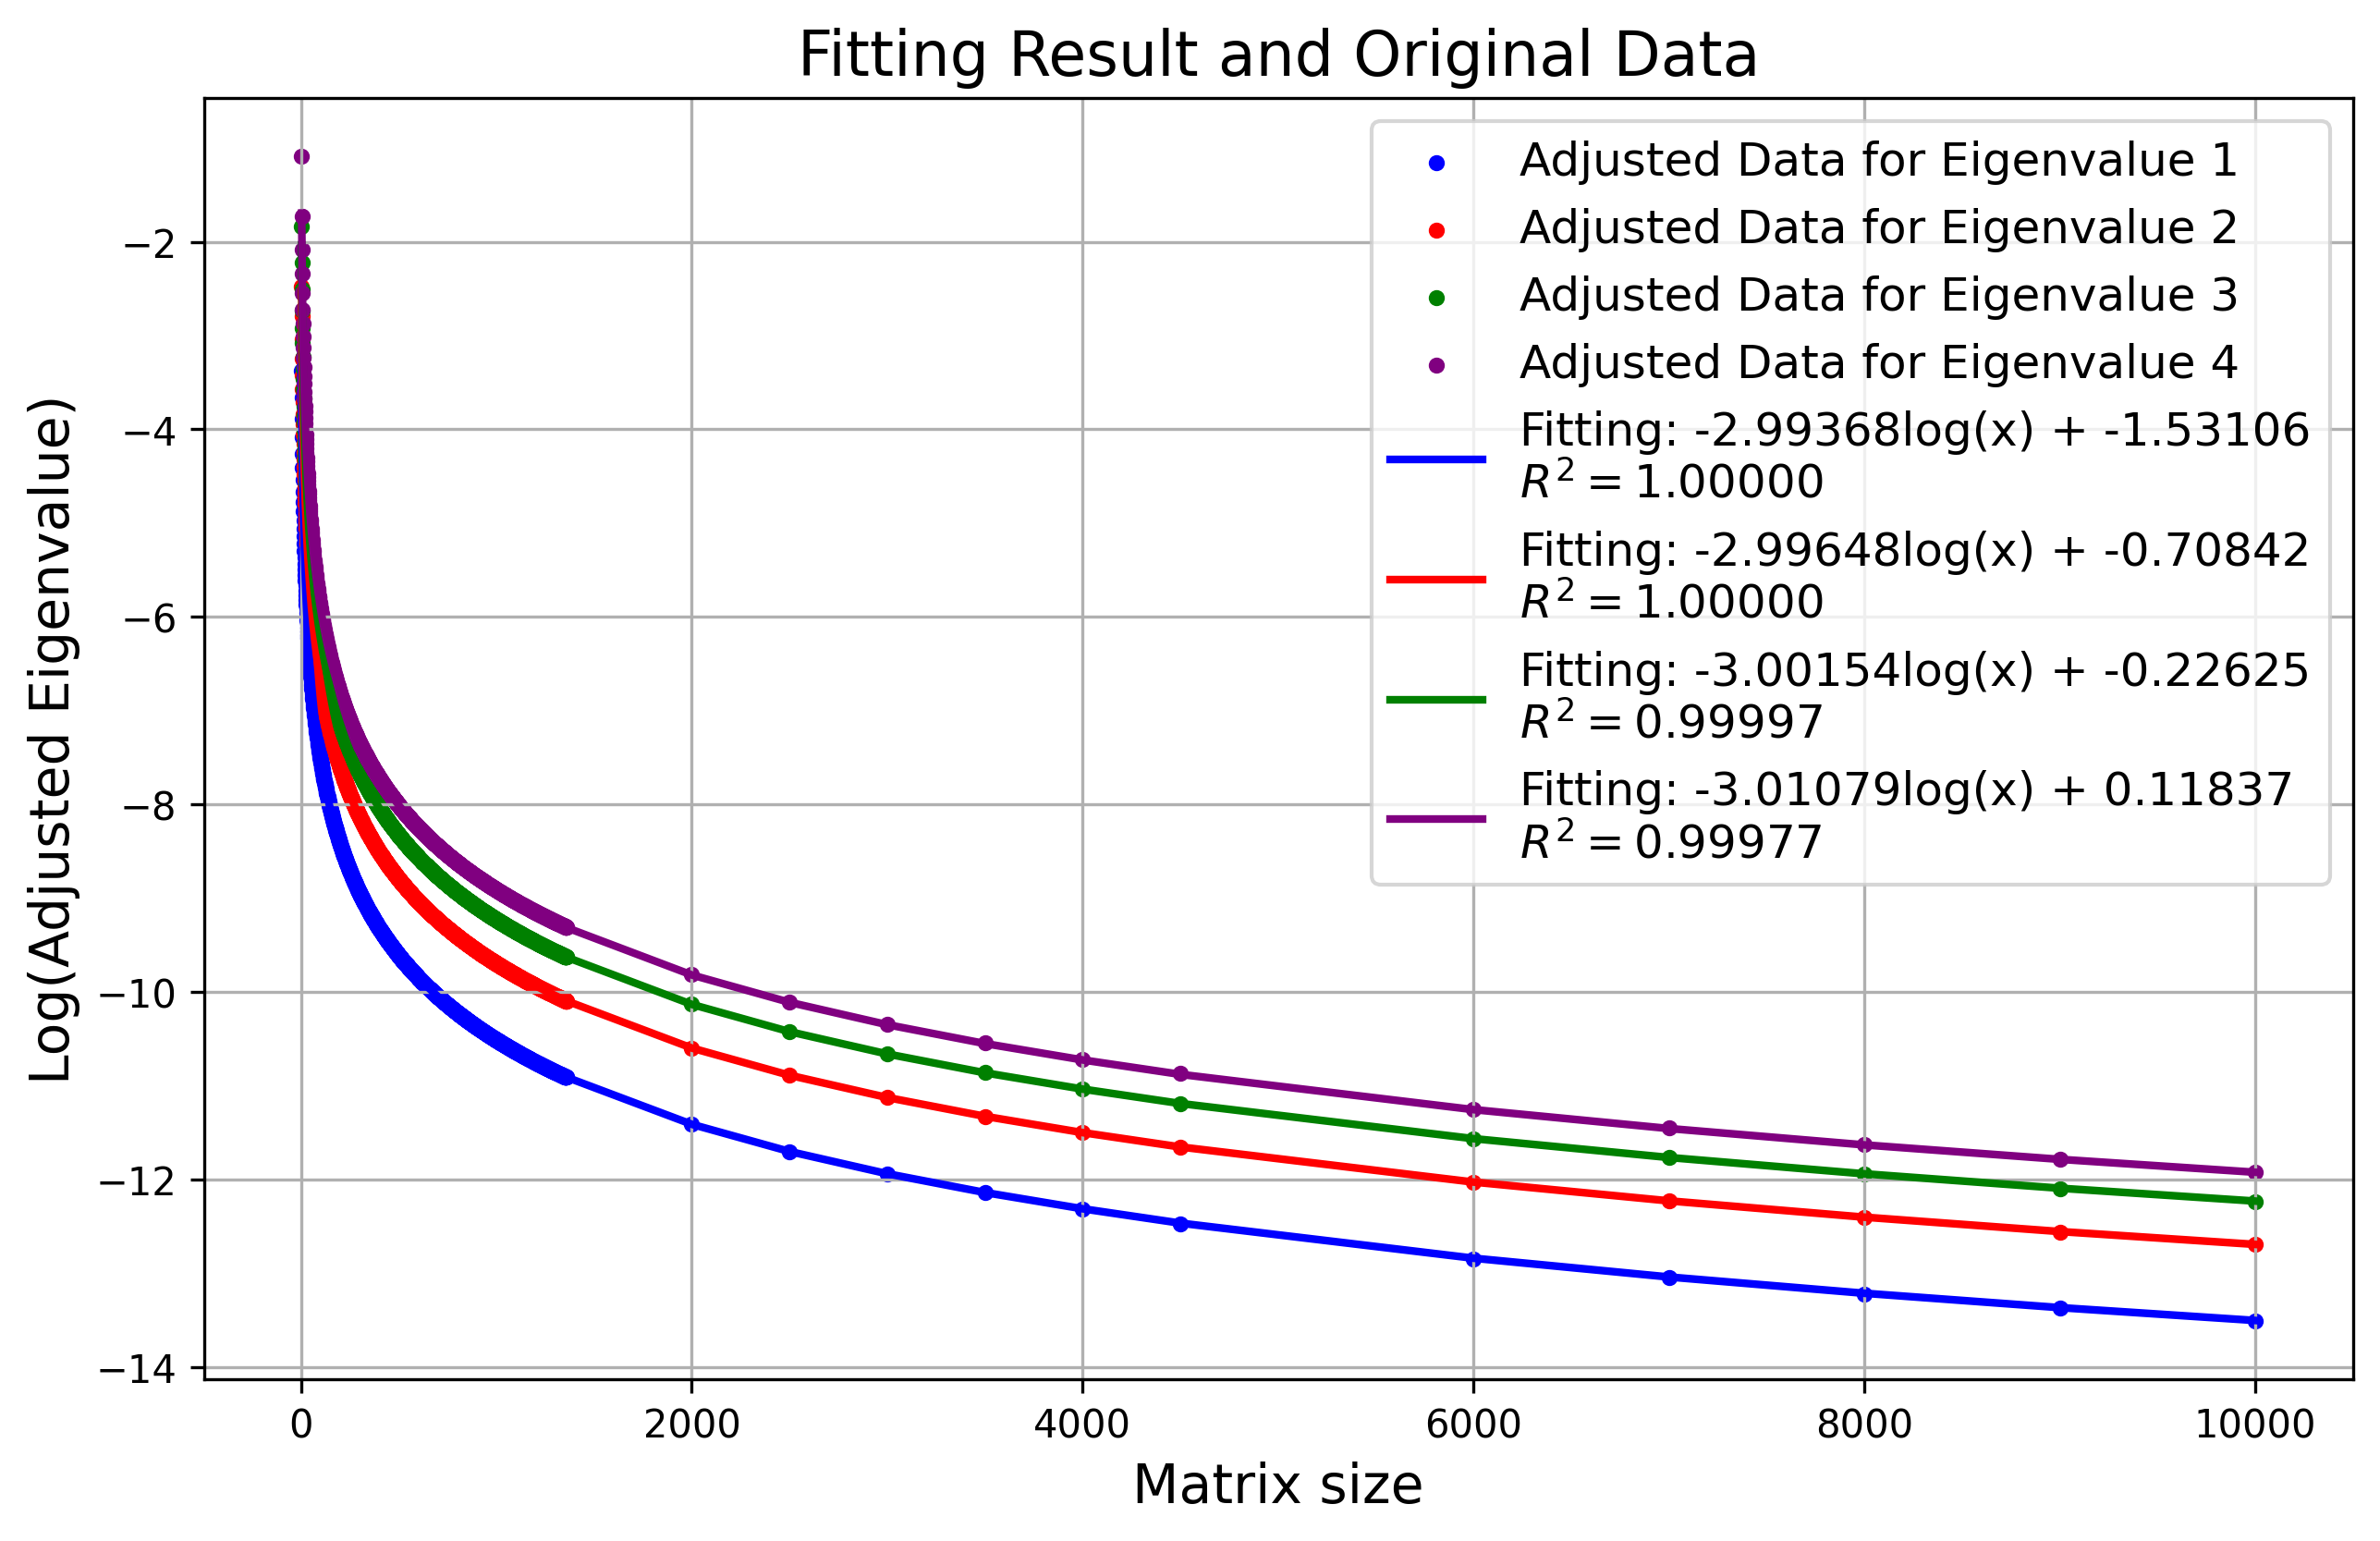 Fitting Result and Original Data
Log(Adjusted Eigenvalue)
−2
−4
−6
−8
−10
−12
−14
Adjusted Data for Eigenvalue 1
Adjusted Data for Eigenvalue 2
Adjusted Data for Eigenvalue 3
Adjusted Data for Eigenvalue 4
Fitting: -2.99368log(x) + -1.53106
R² = 1.00000
Fitting: -2.99648log(x) + -0.70842
R² = 1.00000
Fitting: -3.00154log(x) + -0.22625
R² = 0.99997
Fitting: -3.01079log(x) + 0.11837
R² = 0.99977
0 2000 4000 6000 8000 10000
Matrix size